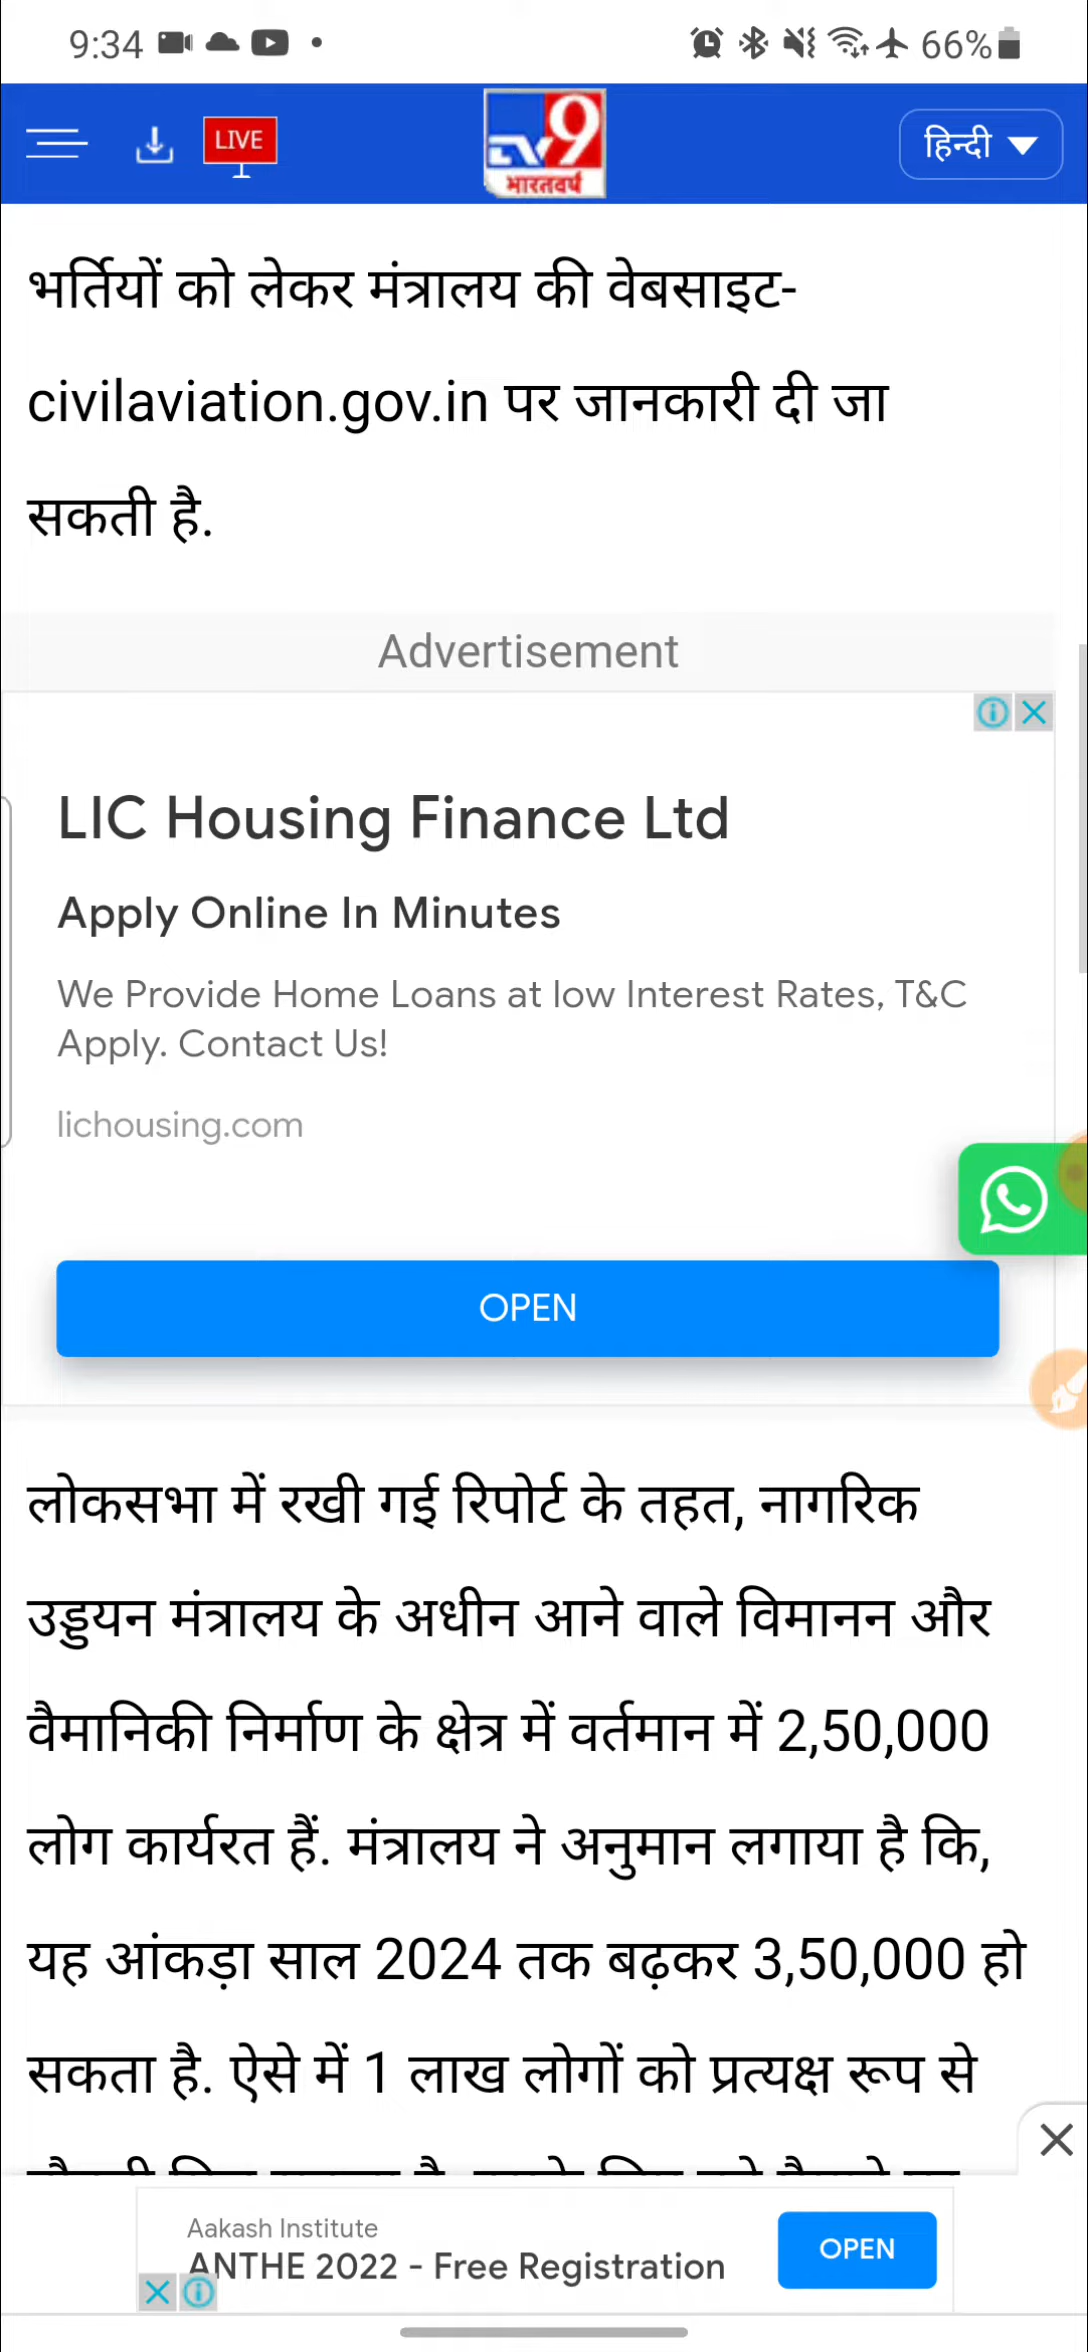 9:34
66%
LIVE
TV9
भारतवर्ष
हिन्दी
भर्तियों को लेकर मंत्रालय की वेबसाइट-
civilaviation.gov.in पर जानकारी दी जा
सकती है.
Advertisement
LIC Housing Finance Ltd
Apply Online In Minutes
We Provide Home Loans at low Interest Rates, T&C
Apply. Contact Us!
lichousing.com
OPEN
लोकसभा में रखी गई रिपोर्ट के तहत, नागरिक
उड्डयन मंत्रालय के अधीन आने वाले विमानन और
वैमानिकी निर्माण के क्षेत्र में वर्तमान में 2,50,000
लोग कार्यरत हैं. मंत्रालय ने अनुमान लगाया है कि,
यह आंकड़ा साल 2024 तक बढ़कर 3,50,000 हो
सकता है. ऐसे में 1 लाख लोगों को प्रत्यक्ष रूप से
Aakash Institute
ANTHE 2022 - Free Registration
OPEN